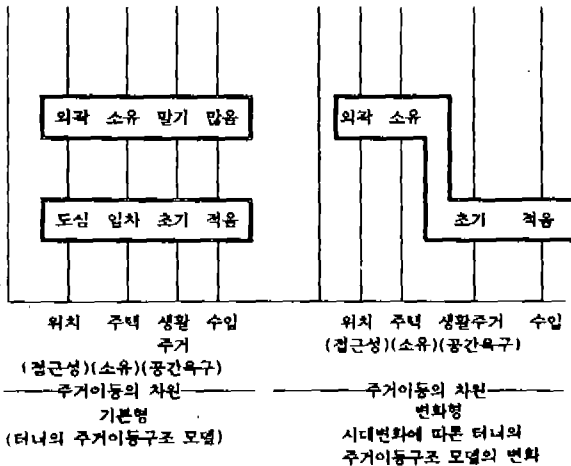 외곽 소유 말기 많음
도심 임차 초기 적음
위치 주택 생활 수입
주거
(접근성)(소유)(공간욕구)
주거이동의 차원
기본형
(터너의 주거이동구조 모델)
외곽 소유
초기 적음
위치 주택 생활주거 수입
(접근성)(소유)(공간욕구)
주거이동의 차원
변화형
시대변화에 따른 터너의
주거이동구조 모델의 변화